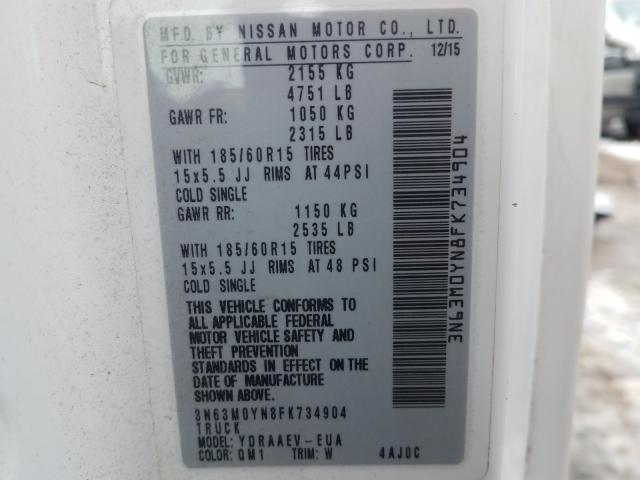 MFD. BY NISSAN MOTOR CO., LTD.
FOR GENERAL MOTORS CORP. 12/15
GVWR: 2155 KG
4751 LB
GAWR FR: 1050 KG
2315 LB
WITH 185/60R15 TIRES
15x5.5 JJ RIMS AT 44PSI
COLD SINGLE
GAWR RR: 1150 KG
2535 LB
WITH 185/60R15 TIRES
15x5.5 JJ RIMS AT 48 PSI
COLD SINGLE
THIS VEHICLE CONFORMS TO
ALL APPLICABLE FEDERAL
MOTOR VEHICLE SAFETY AND
THEFT PREVENTION
STANDARDS IN EFFECT ON THE
DATE OF MANUFACTURE
SHOWN ABOVE.
3N63M0YN8FK734904
TRUCK
MODEL: YDRAAEV-EUA
COLOR: QM1 TRIM: W 4AJ0C
3N63M0YN8FK734904